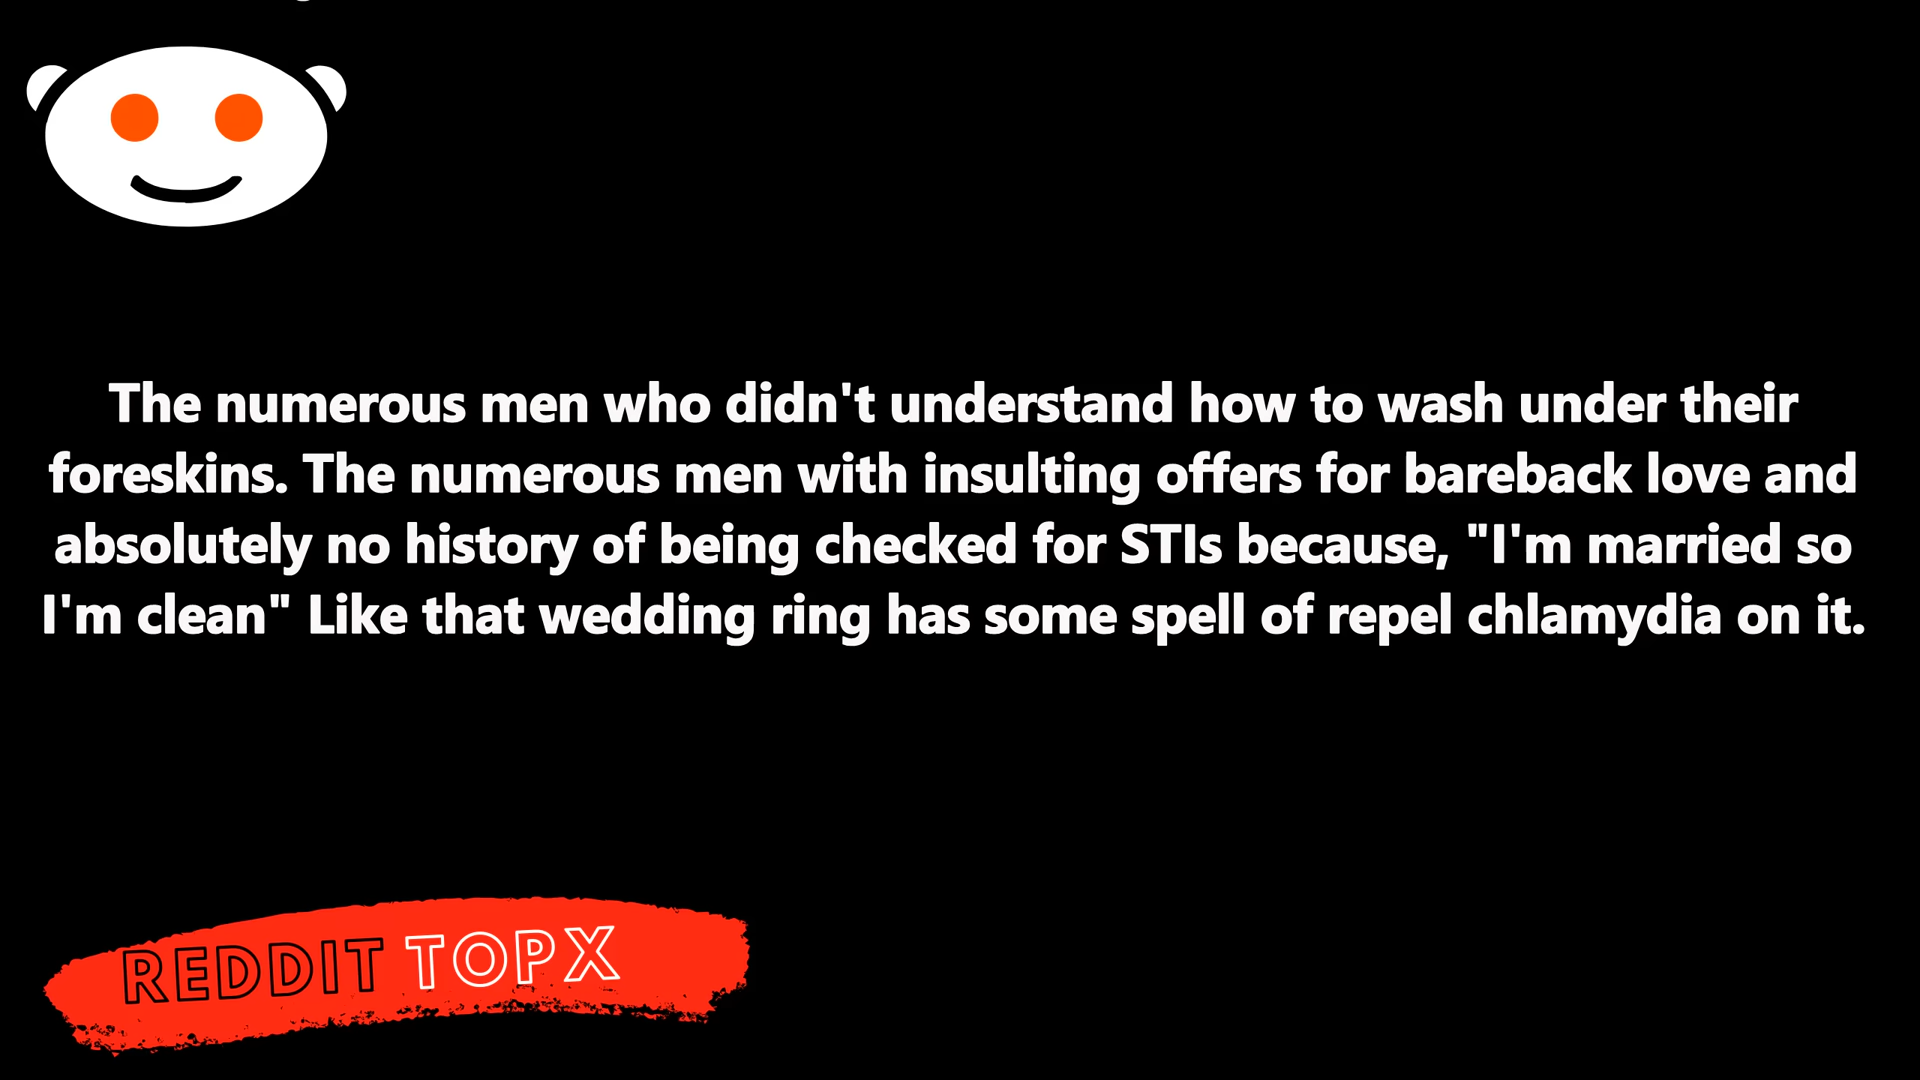 The numerous men who didn't understand how to wash under their
foreskins. The numerous men with insulting offers for bareback love and
absolutely no history of being checked for STIs because, "I'm married so
I'm clean" Like that wedding ring has some spell of repel chlamydia on it.
REDDIT TOPX